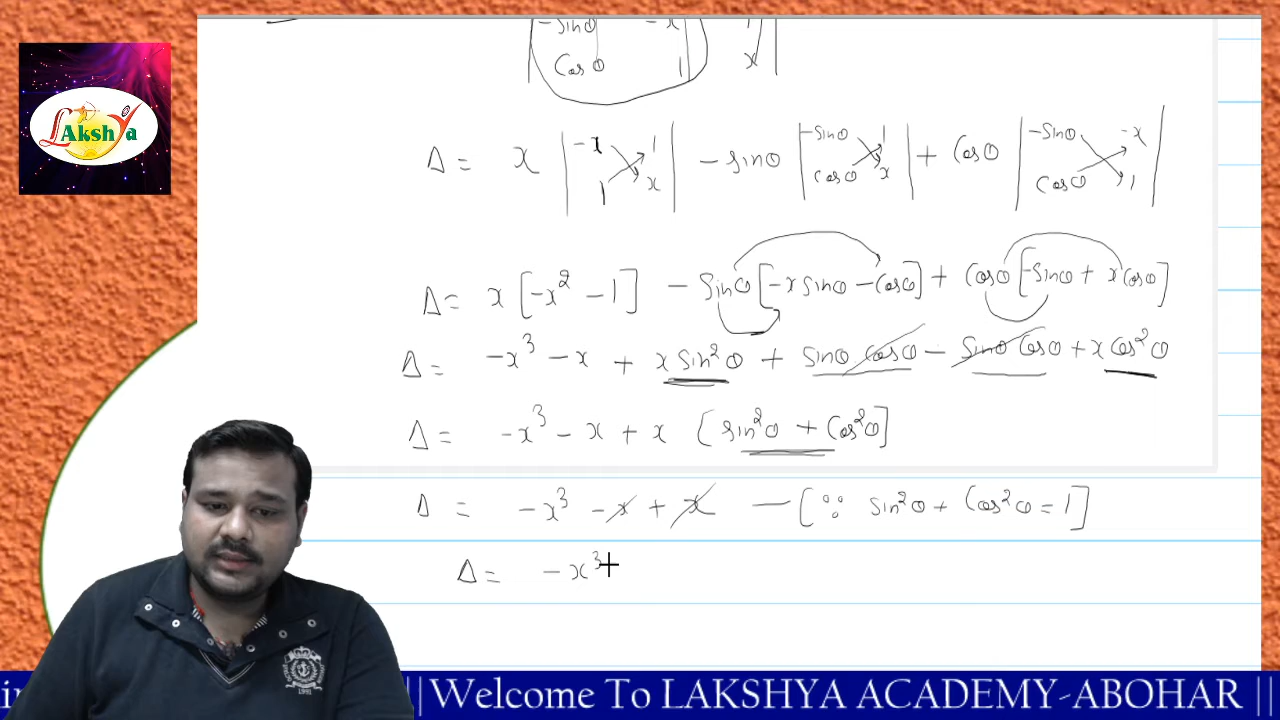 -sinθ -x 1
Cosθ 1 x
LAkshYa
Δ = x | -x 1 | - sinθ | -sinθ 1 | + Cosθ | -sinθ -x |
1 x cosθ x cosθ 1
Δ = x [-x² - 1] - Sinθ [-x sinθ - cosθ] + Cosθ [-sinθ + x cosθ]
Δ = -x³ - x + x sin²θ + sinθ cosθ - sinθ cosθ + x cos²θ
Δ = -x³ - x + x [sin²θ + cos²θ]
Δ = -x³ - x + x — [∵ sin²θ + Cos²θ = 1]
Δ = -x³
1991
|| Welcome To LAKSHYA ACADEMY-ABOHAR ||